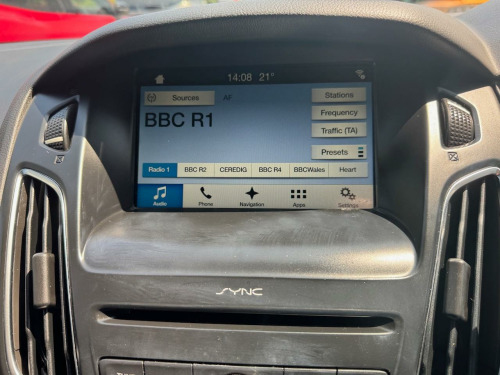 14:08 21°
Sources AF Stations
BBC R1 Frequency
Traffic (TA)
Presets
Radio 1 BBC R2 CEREDIG BBC R4 BBCWales Heart
Audio Phone Navigation Apps Settings
SYNC